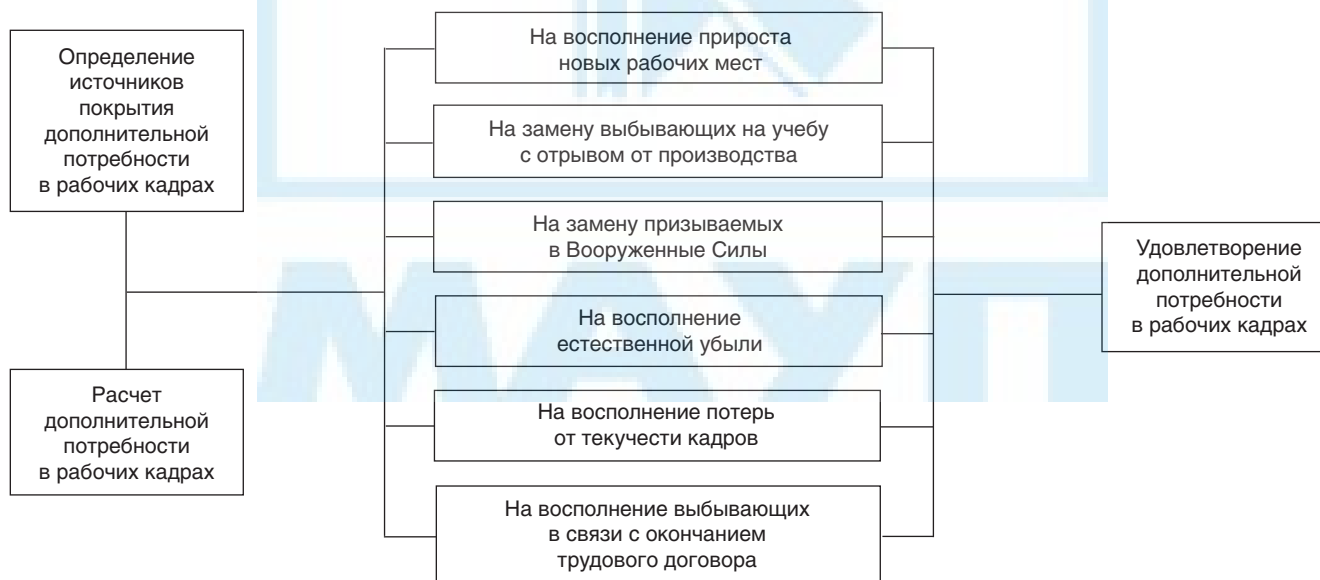 Определение
источников
покрытия
дополнительной
потребности
в рабочих кадрах
Расчет
дополнительной
потребности
в рабочих кадрах
На восполнение прироста
новых рабочих мест
На замену выбывающих на учебу
с отрывом от производства
На замену призываемых
в Вооруженные Силы
На восполнение
естественной убыли
На восполнение потерь
от текучести кадров
На восполнение выбывающих
в связи с окончанием
трудового договора
Удовлетворение
дополнительной
потребности
в рабочих кадрах
МАУП